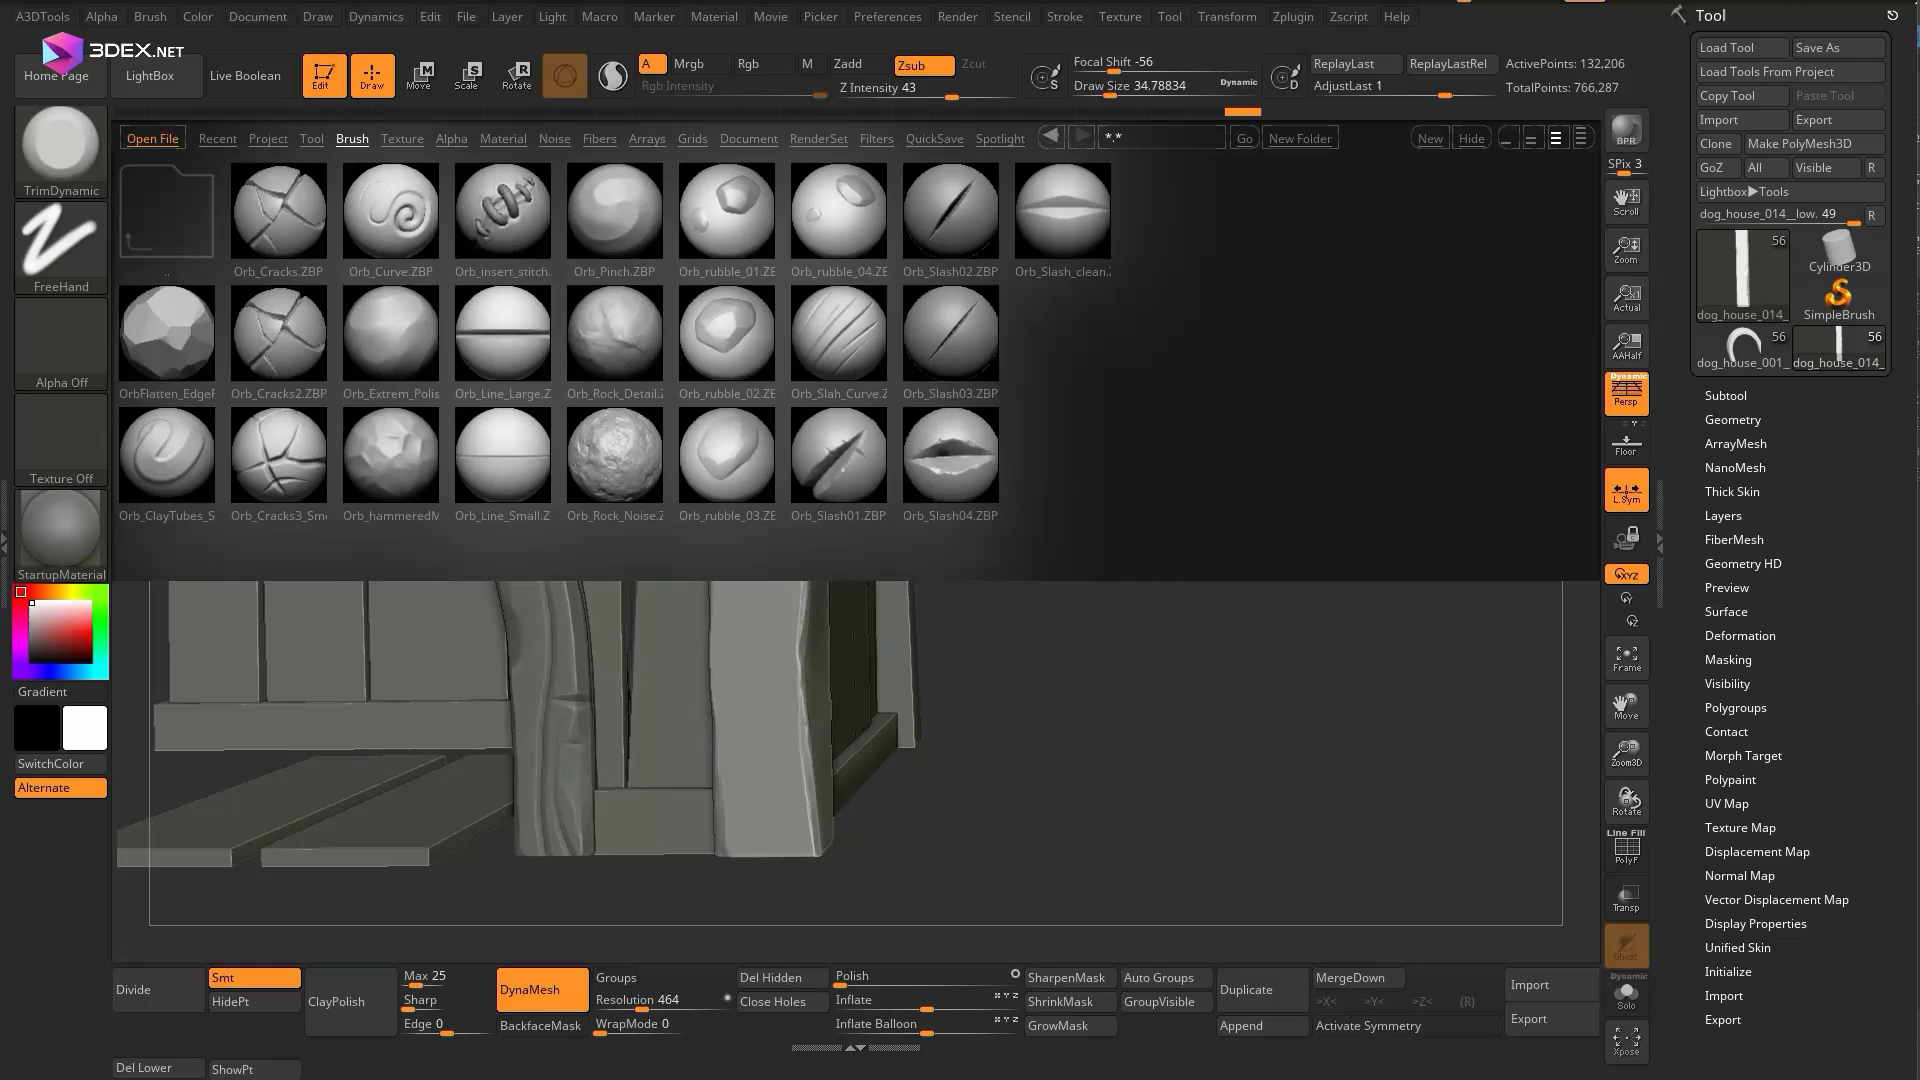 A3DTools Alpha Brush Color Document Draw Dynamics Edit File Layer Light Macro Marker Material Movie Picker Preferences Render Stencil Stroke Texture Tool Transform Zplugin Zscript Help
3DEX.NET
Home Page LightBox Live Boolean Edit Draw Move Scale Rotate
A Mrgb Rgb M Zadd Zsub Zcut
Rgb Intensity Z Intensity 43
Focal Shift -56
Draw Size 34.78834 Dynamic
ReplayLast ReplayLastRel ActivePoints: 132,206
AdjustLast 1 TotalPoints: 766,287
Open File Recent Project Tool Brush Texture Alpha Material Noise Fibers Arrays Grids Document RenderSet Filters QuickSave Spotlight *.* Go New Folder New Hide
.. Orb_Cracks.ZBP Orb_Curve.ZBP Orb_insert_stitch. Orb_Pinch.ZBP Orb_rubble_01.ZB Orb_rubble_04.ZB Orb_Slash02.ZBP Orb_Slash_clean.
OrbFlatten_Edge Orb_Cracks2.ZBP Orb_Extrem_Polis Orb_Line_Large.Z Orb_Rock_Detail. Orb_rubble_02.ZB Orb_Slah_Curve.Z Orb_Slash03.ZBP
Orb_ClayTubes_S Orb_Cracks3_Sm Orb_hammered Orb_Line_Small.Z Orb_Rock_Noise. Orb_rubble_03.ZB Orb_Slash01.ZBP Orb_Slash04.ZBP
TrimDynamic
FreeHand
Alpha Off
Texture Off
StartupMaterial
Gradient
SwitchColor
Alternate
BPR
SPix 3
Scroll
Zoom
Actual
AAHalf
Dynamic
Persp
Floor
L.Sym
XYZ
Y
Z
Frame
Move
Zoom3D
Rotate
Line Fill
PolyF
Transp
Ghost
Dynamic
Solo
Xpose
Tool
Load Tool Save As
Load Tools From Project
Copy Tool Paste Tool
Import Export
Clone Make PolyMesh3D
GoZ All Visible R
Lightbox▶Tools
dog_house_014__low. 49 R
56
Cylinder3D
dog_house_014_ SimpleBrush
56 56
dog_house_001_ dog_house_014_
Subtool
Geometry
ArrayMesh
NanoMesh
Thick Skin
Layers
FiberMesh
Geometry HD
Preview
Surface
Deformation
Masking
Visibility
Polygroups
Contact
Morph Target
Polypaint
UV Map
Texture Map
Displacement Map
Normal Map
Vector Displacement Map
Display Properties
Unified Skin
Initialize
Import
Export
Divide Smt ClayPolish Max 25 DynaMesh Groups Del Hidden Polish SharpenMask Auto Groups Duplicate MergeDown Import
HidePt Sharp Resolution 464 Close Holes Inflate X Y Z ShrinkMask GroupVisible >X< >Y< >Z< (R) Export
Edge 0 BackfaceMask WrapMode 0 Inflate Balloon X Y Z GrowMask Append Activate Symmetry
Del Lower ShowPt